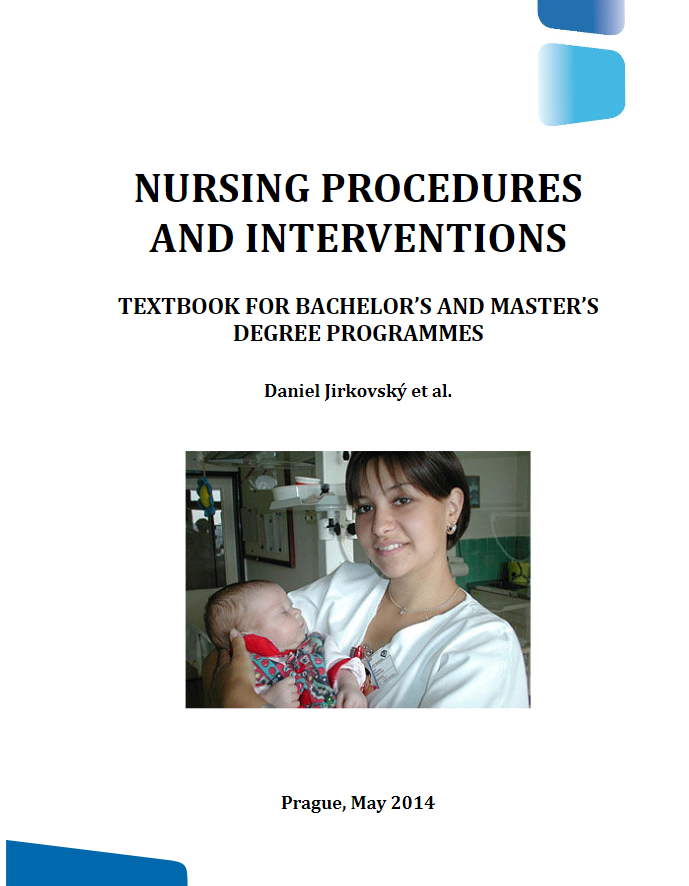 NURSING PROCEDURES
AND INTERVENTIONS
TEXTBOOK FOR BACHELOR’S AND MASTER’S
DEGREE PROGRAMMES
Daniel Jirkovský et al.
Prague, May 2014